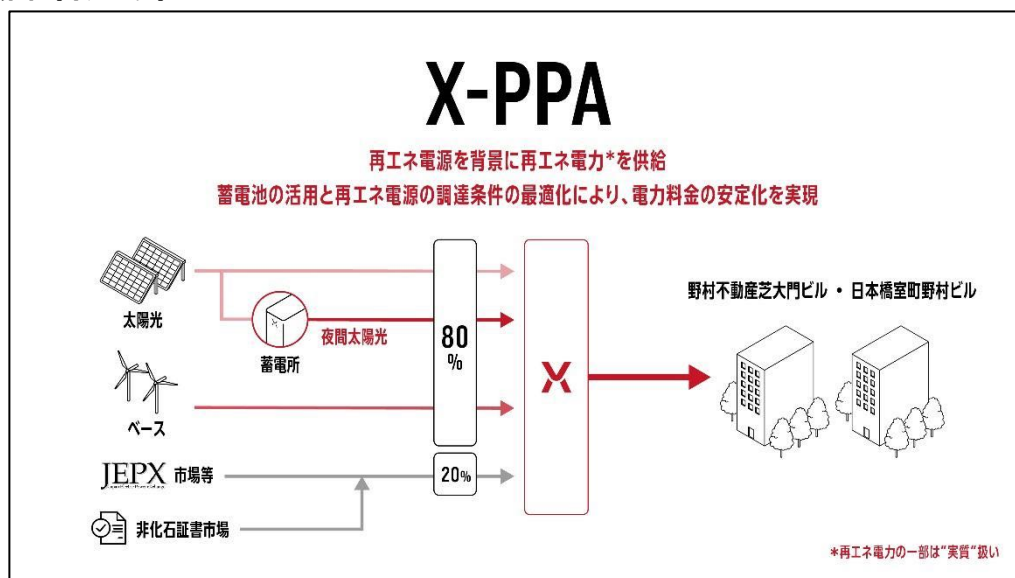 X-PPA
再エネ電源を背景に再エネ電力*を供給
蓄電池の活用と再エネ電源の調達条件の最適化により、電力料金の安定化を実現
太陽光
蓄電所
夜間太陽光
ベース
80
%
JEPX 市場等
20%
非化石証書市場
野村不動産芝大門ビル ・ 日本橋室町野村ビル
*再エネ電力の一部は"実質"扱い